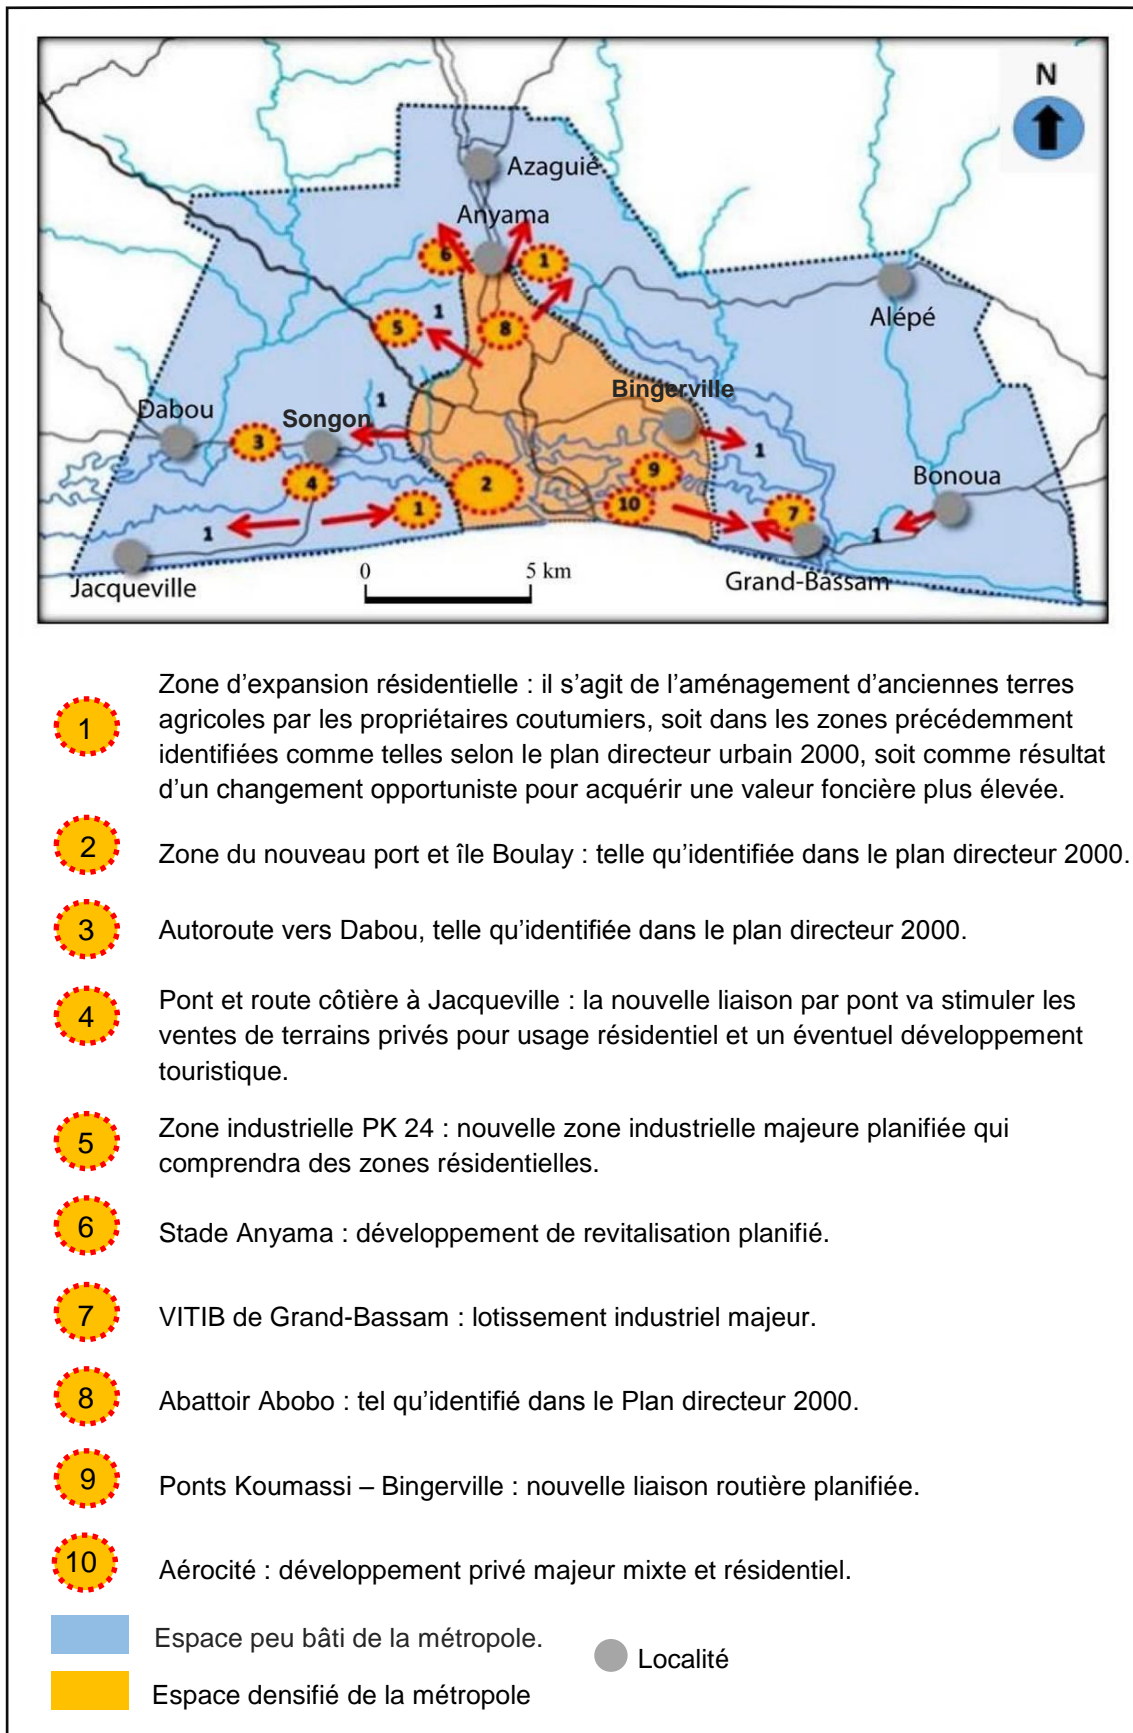 N
Azaguié
Anyama
6
1
Alépé
5
1
8
Bingerville
1
Dabou
Songon
3
1
9
Bonoua
4
2
10
7
1
1
1
Jacqueville
0
5 km
Grand-Bassam
1
Zone d’expansion résidentielle : il s’agit de l’aménagement d’anciennes terres
agricoles par les propriétaires coutumiers, soit dans les zones précédemment
identifiées comme telles selon le plan directeur urbain 2000, soit comme résultat
d’un changement opportuniste pour acquérir une valeur foncière plus élevée.
2
Zone du nouveau port et île Boulay : telle qu’identifiée dans le plan directeur 2000.
3
Autoroute vers Dabou, telle qu’identifiée dans le plan directeur 2000.
4
Pont et route côtière à Jacqueville : la nouvelle liaison par pont va stimuler les
ventes de terrains privés pour usage résidentiel et un éventuel développement
touristique.
5
Zone industrielle PK 24 : nouvelle zone industrielle majeure planifiée qui
comprendra des zones résidentielles.
6
Stade Anyama : développement de revitalisation planifié.
7
VITIB de Grand-Bassam : lotissement industriel majeur.
8
Abattoir Abobo : tel qu’identifié dans le Plan directeur 2000.
9
Ponts Koumassi – Bingerville : nouvelle liaison routière planifiée.
10
Aérocité : développement privé majeur mixte et résidentiel.
Espace peu bâti de la métropole.
Localité
Espace densifié de la métropole